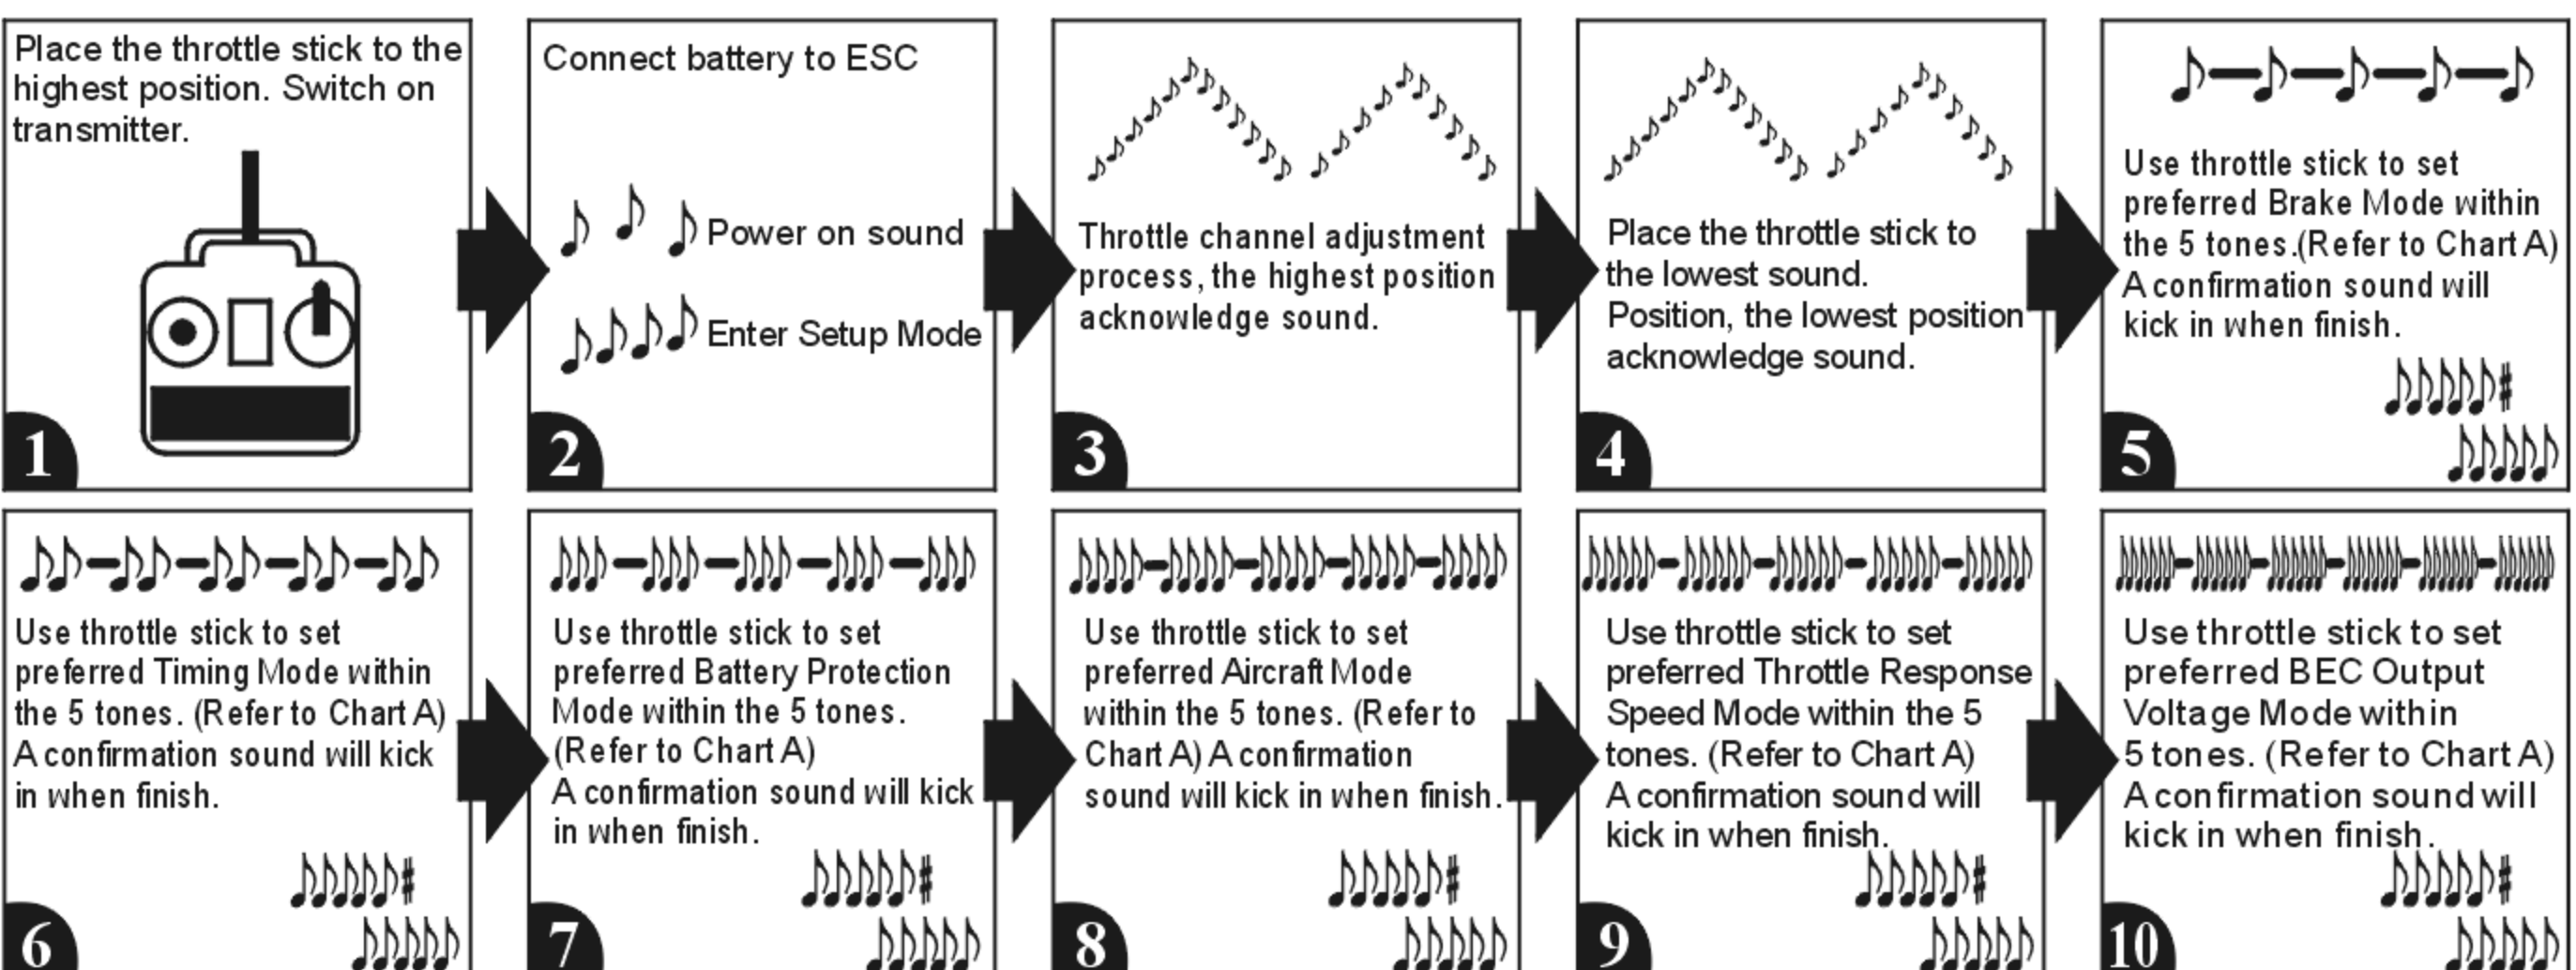 Place the throttle stick to the
highest position. Switch on
transmitter.
1
Connect battery to ESC
Power on sound
Enter Setup Mode
2
Throttle channel adjustment
process, the highest position
acknowledge sound.
3
Place the throttle stick to
the lowest sound.
Position, the lowest position
acknowledge sound.
4
Use throttle stick to set
preferred Brake Mode within
the 5 tones.(Refer to Chart A)
A confirmation sound will
kick in when finish.
5
Use throttle stick to set
preferred Timing Mode within
the 5 tones. (Refer to Chart A)
A confirmation sound will kick
in when finish.
6
Use throttle stick to set
preferred Battery Protection
Mode within the 5 tones.
(Refer to Chart A)
A confirmation sound will kick
in when finish.
7
Use throttle stick to set
preferred Aircraft Mode
within the 5 tones. (Refer to
Chart A) A confirmation
sound will kick in when finish.
8
Use throttle stick to set
preferred Throttle Response
Speed Mode within the 5
tones. (Refer to Chart A)
A confirmation sound will
kick in when finish.
9
Use throttle stick to set
preferred BEC Output
Voltage Mode within
5 tones. (Refer to Chart A)
A confirmation sound will
kick in when finish.
10